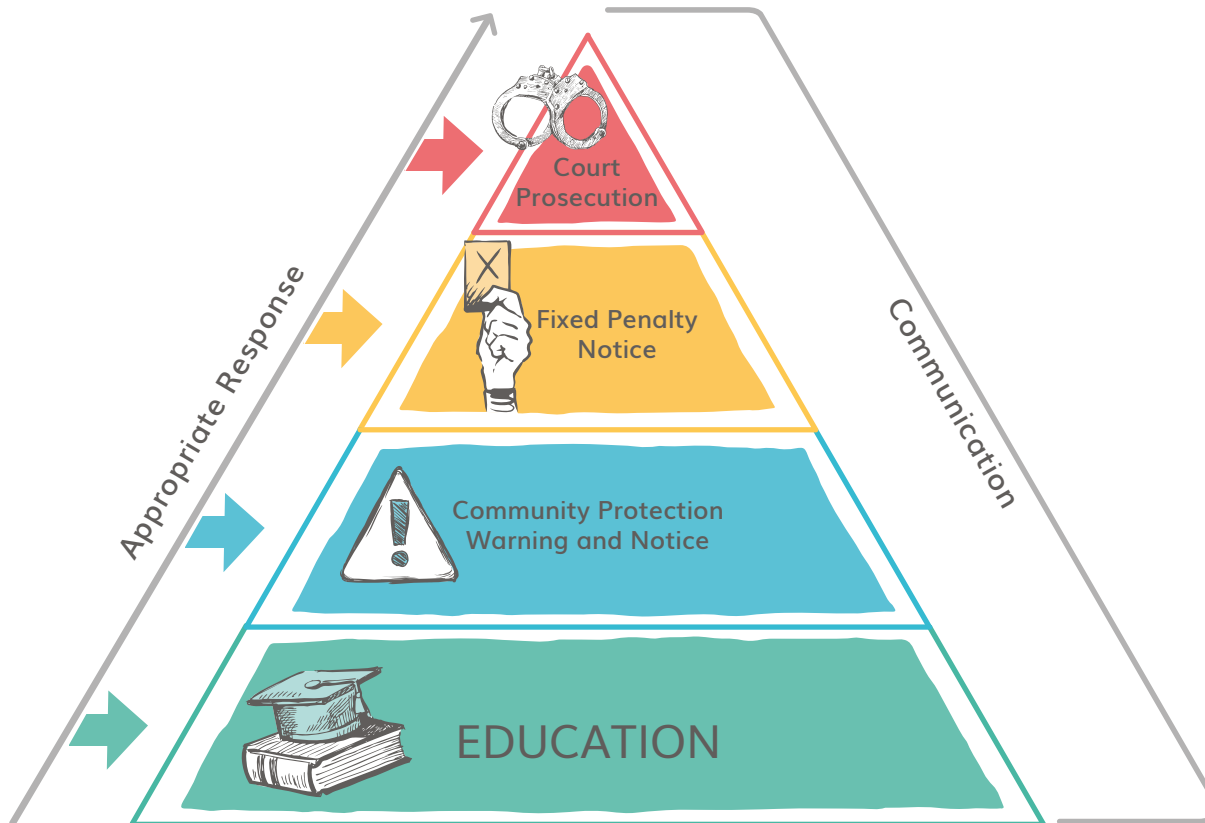 Court
Prosecution
Fixed Penalty
Notice
Appropriate Response
Communication
Community Protection
Warning and Notice
EDUCATION